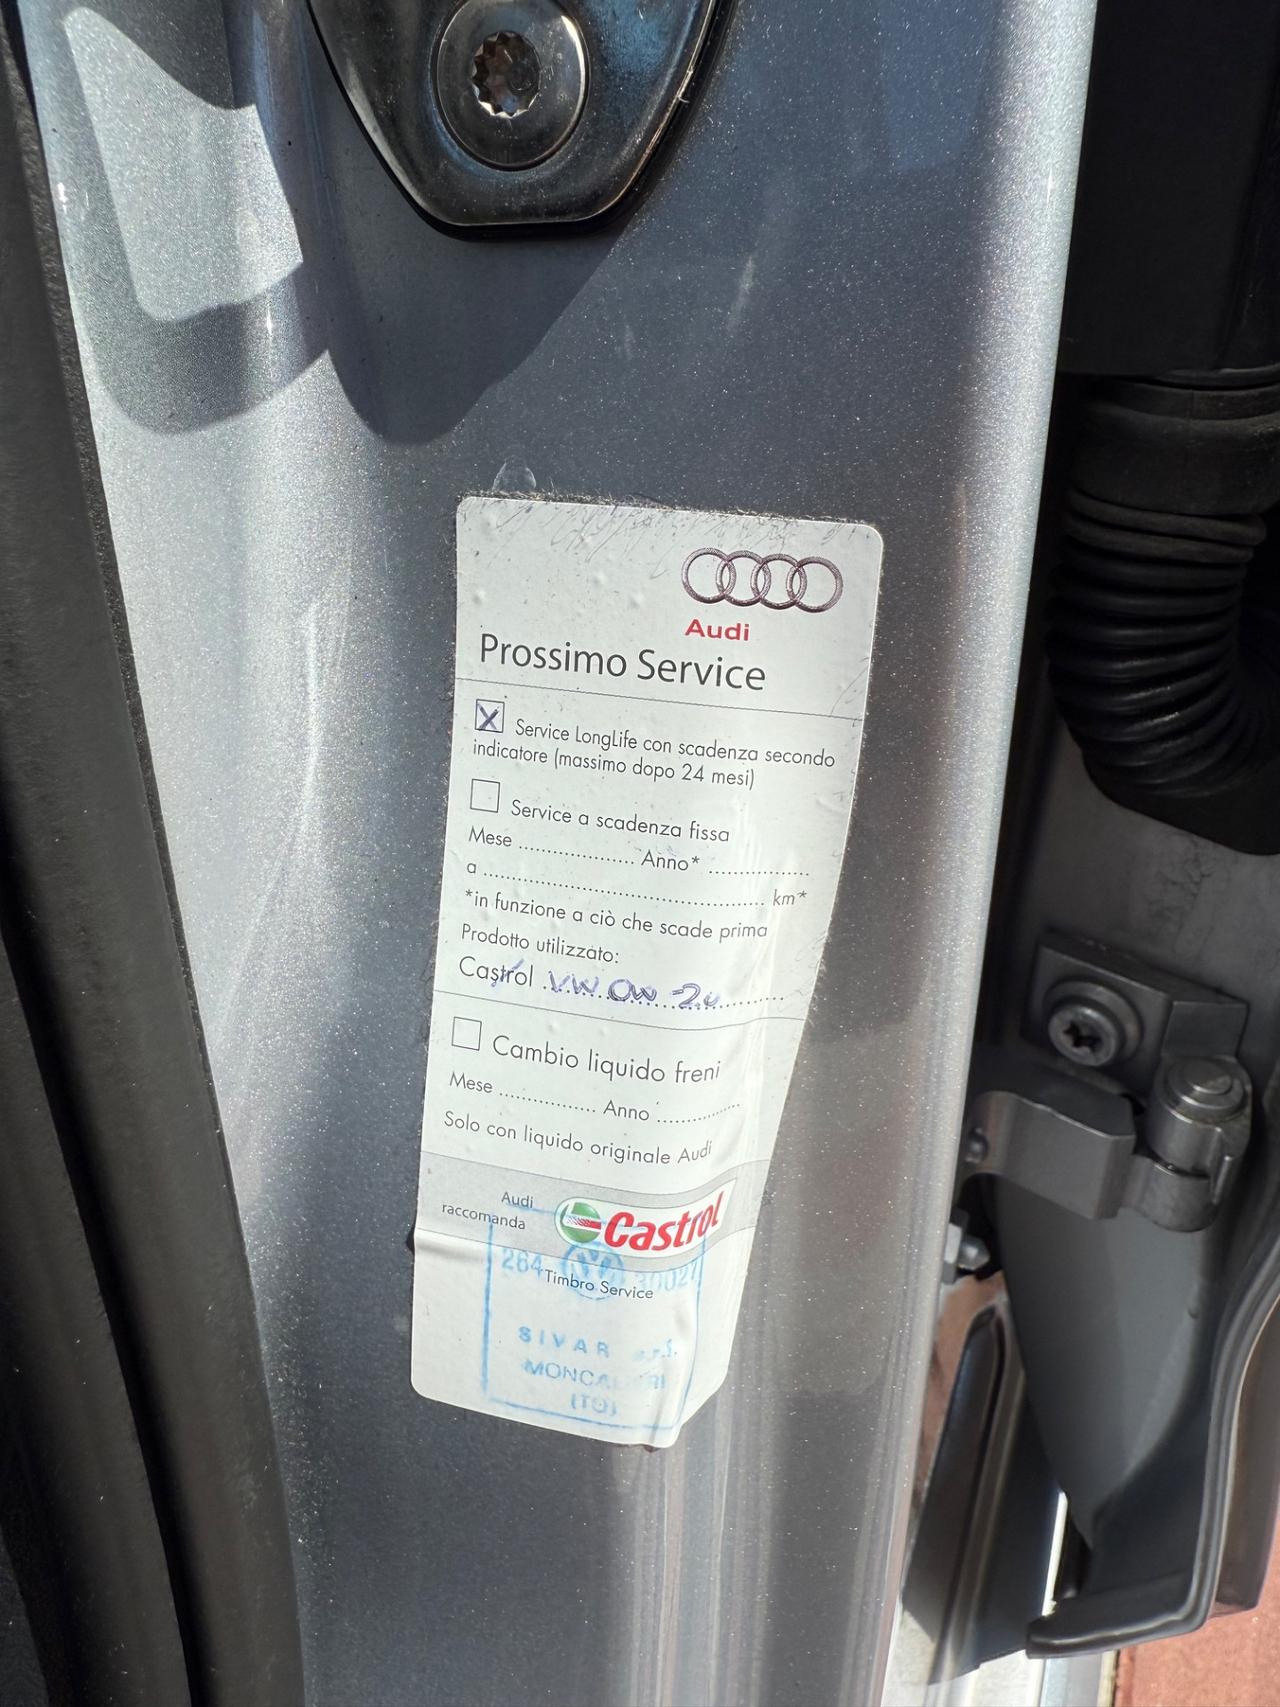 Audi
Prossimo Service
X Service LongLife con scadenza secondo
indicatore (massimo dopo 24 mesi)
Service a scadenza fissa
Mese .................... Anno* ..................
a .................................................. km*
*in funzione a ciò che scade prima
Prodotto utilizzato:
Castrol VW 0W-20
Cambio liquido freni
Mese ................. Anno ...............
Solo con liquido originale Audi
Audi
raccomanda
Castrol
264 30027
Timbro Service
SIVAR s.r.l.
(TO)